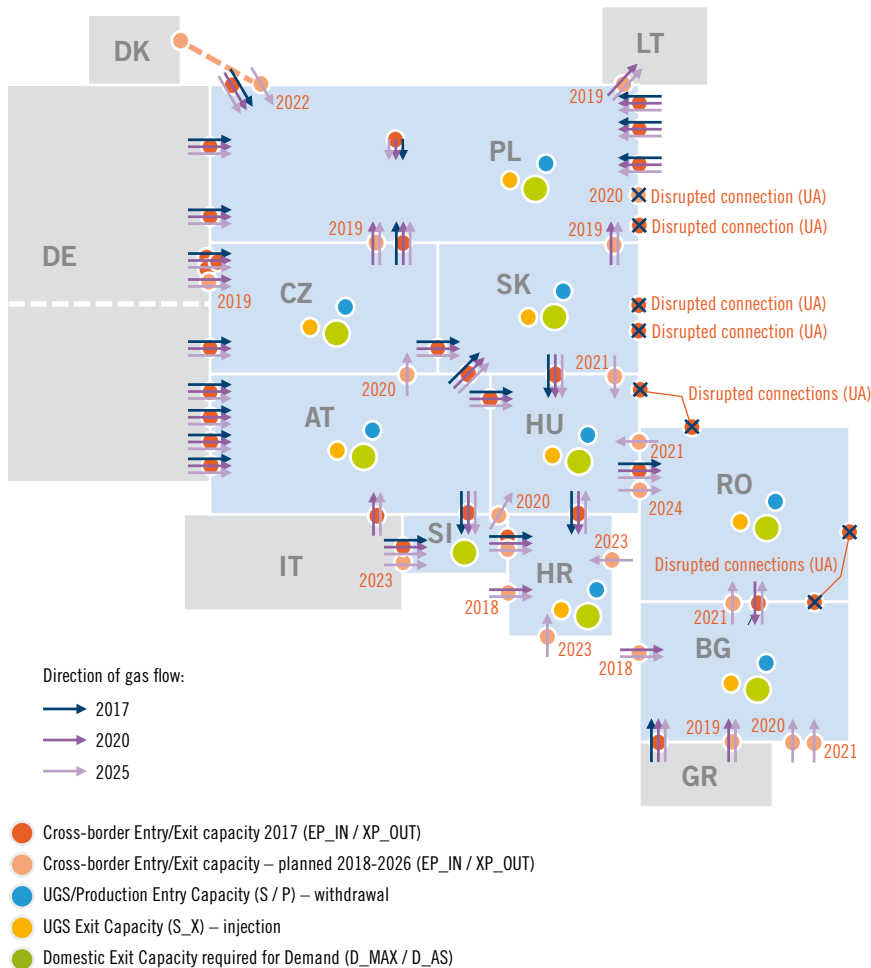 DK
LT
2022
2019
PL
2020
Disrupted connection (UA)
Disrupted connection (UA)
2019
2019
DE
CZ
SK
2019
Disrupted connection (UA)
Disrupted connection (UA)
2020
2021
Disrupted connections (UA)
AT
HU
2021
RO
2024
2020
SI
IT
2023
HR
2023
Disrupted connections (UA)
2018
2021
2023
2018
BG
2019
2020
2021
GR
Direction of gas flow:
2017
2020
2025
Cross-border Entry/Exit capacity 2017 (EP_IN / XP_OUT)
Cross-border Entry/Exit capacity – planned 2018-2026 (EP_IN / XP_OUT)
UGS/Production Entry Capacity (S / P) – withdrawal
UGS Exit Capacity (S_X) – injection
Domestic Exit Capacity required for Demand (D_MAX / D_AS)